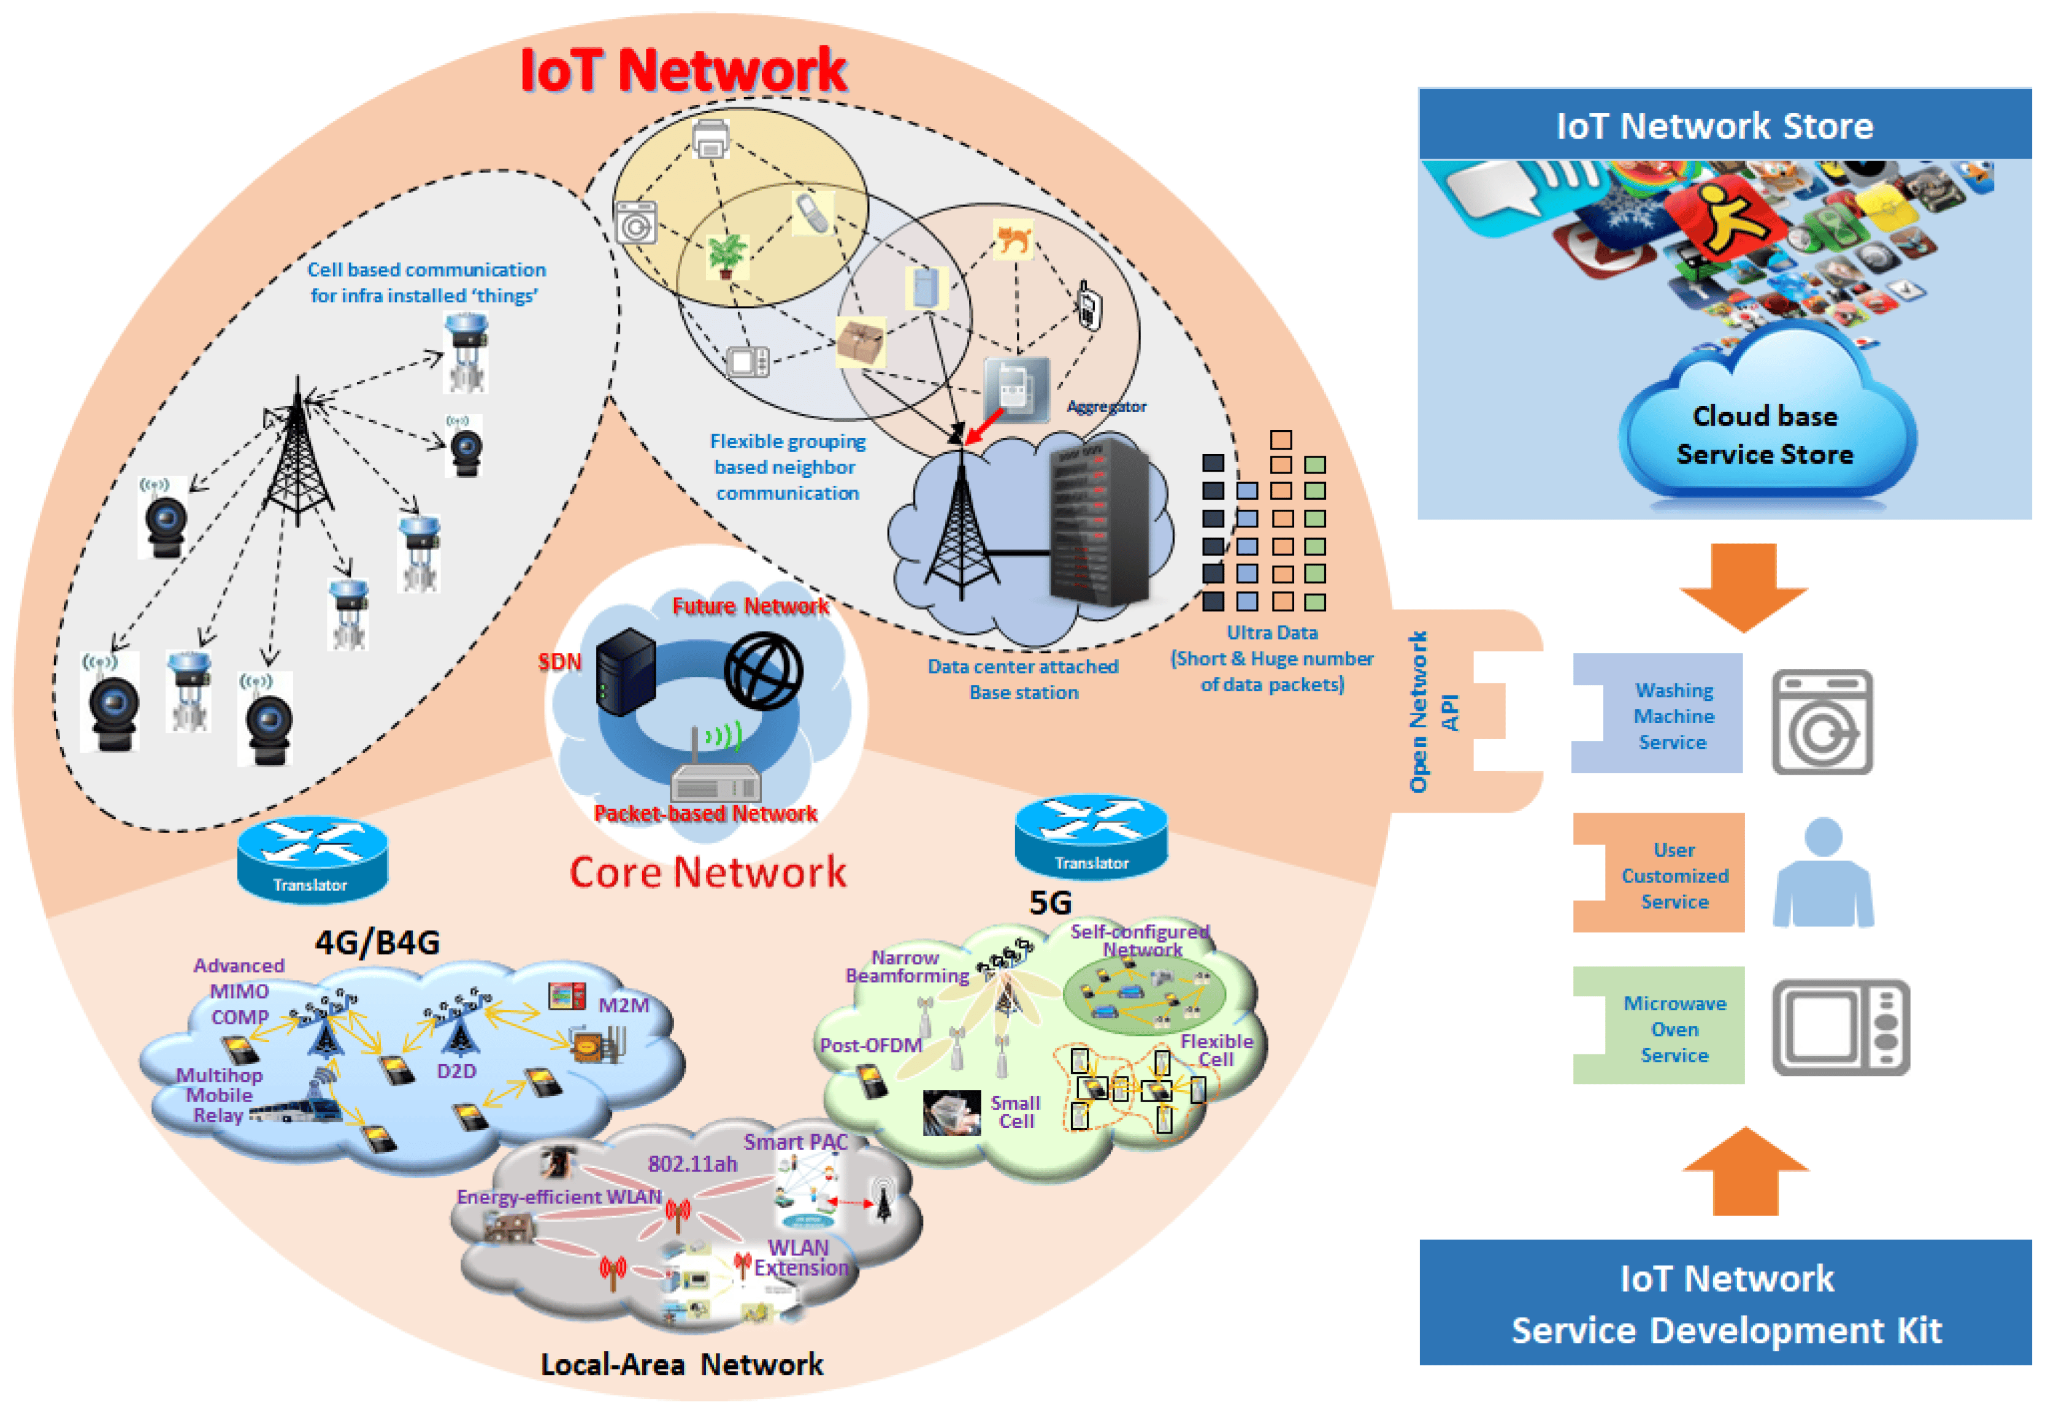 IoT Network
Cell based communication
for infra installed ‘things’
Aggregator
Flexible grouping
based neighbor
communication
Data center attached
Base station
Ultra Data
(Short & Huge number
of data packets)
Future Network
SDN
Packet-based Network
Core Network
Translator
Translator
4G/B4G
Advanced
MIMO
COMP
M2M
D2D
Multihop
Mobile
Relay
5G
Self-configured
Network
Narrow
Beamforming
Post-OFDM
Flexible
Cell
Small
Cell
Smart PAC
802.11ah
Energy-efficient WLAN
WLAN
Extension
Local-Area Network
Open Network
API
IoT Network Store
Cloud base
Service Store
Washing
Machine
Service
User
Customized
Service
Microwave
Oven
Service
IoT Network
Service Development Kit